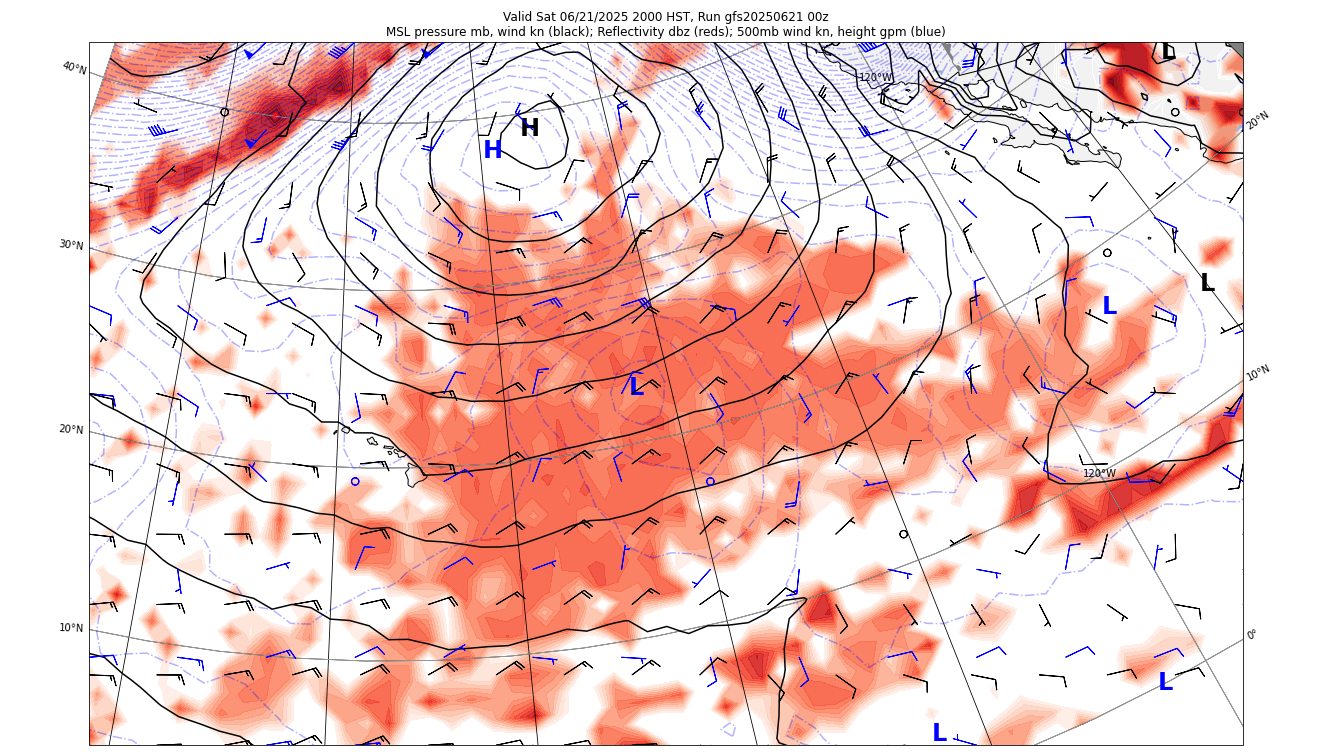 Valid Sat 06/21/2025 2000 HST, Run gfs20250621 00z
MSL pressure mb, wind kn (black); Reflectivity dbz (reds); 500mb wind kn, height gpm (blue)
L
40°N
120°W
20°N
H
H
30°N
L
L
10°N
L
20°N
120°W
10°N
0°
L
L